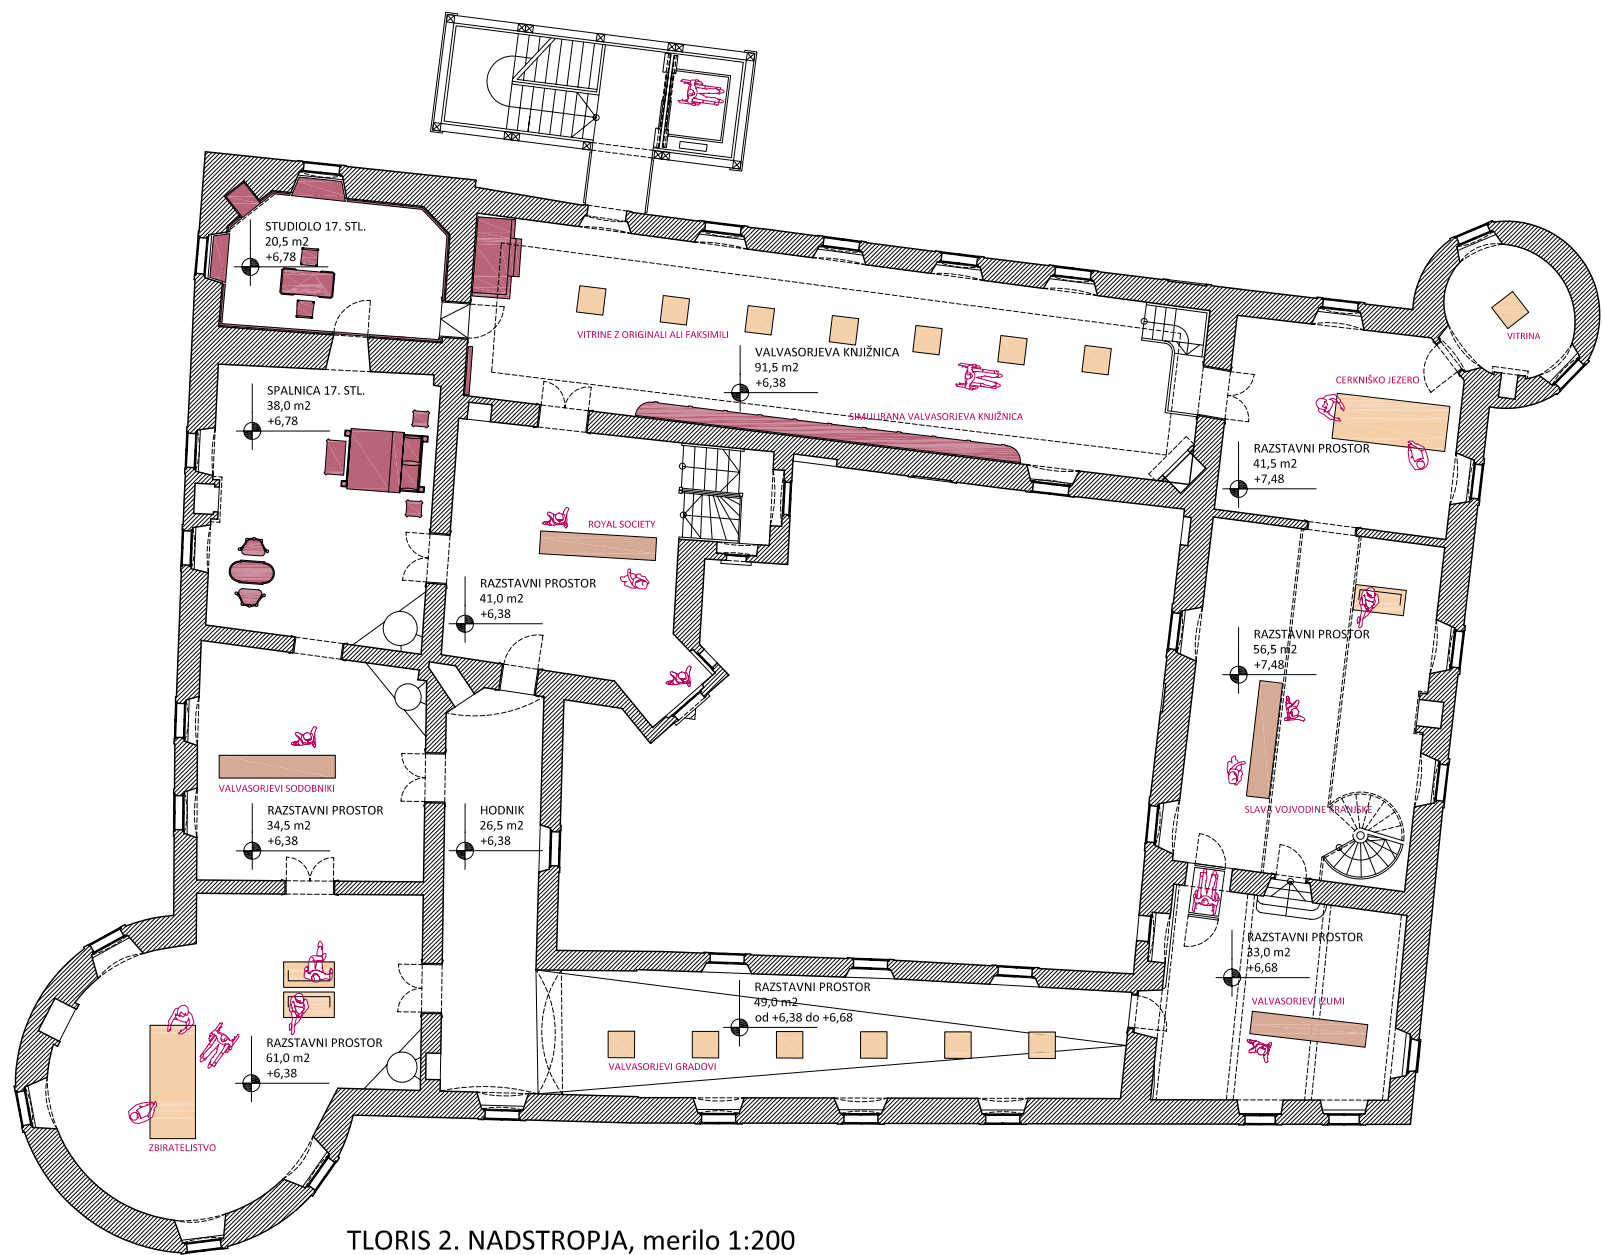 STUDIOLO 17. STL.
20,5 m2
+6,78
VITRINE Z ORIGINALI ALI FAKSIMILI
VALVASORJEVA KNJIŽNICA
91,5 m2
+6,38
SIMULIRANA VALVASORJEVA KNJIŽNICA
VITRINA
CERKNIŠKO JEZERO
RAZSTAVNI PROSTOR
41,5 m2
+7,48
SPALNICA 17. STL.
38,0 m2
+6,78
ROYAL SOCIETY
RAZSTAVNI PROSTOR
41,0 m2
+6,38
RAZSTAVNI PROSTOR
56,5 m2
+7,48
SLAVA VOJVODINE KRANJSKE
VALVASORJEVI SODOBNIKI
RAZSTAVNI PROSTOR
34,5 m2
+6,38
HODNIK
26,5 m2
+6,38
RAZSTAVNI PROSTOR
33,0 m2
+6,68
VALVASORJEVI IZUMI
RAZSTAVNI PROSTOR
49,0 m2
od +6,38 do +6,68
VALVASORJEVI GRADOVI
RAZSTAVNI PROSTOR
61,0 m2
+6,38
ZBIRATELJSTVO
TLORIS 2. NADSTROPJA, merilo 1:200